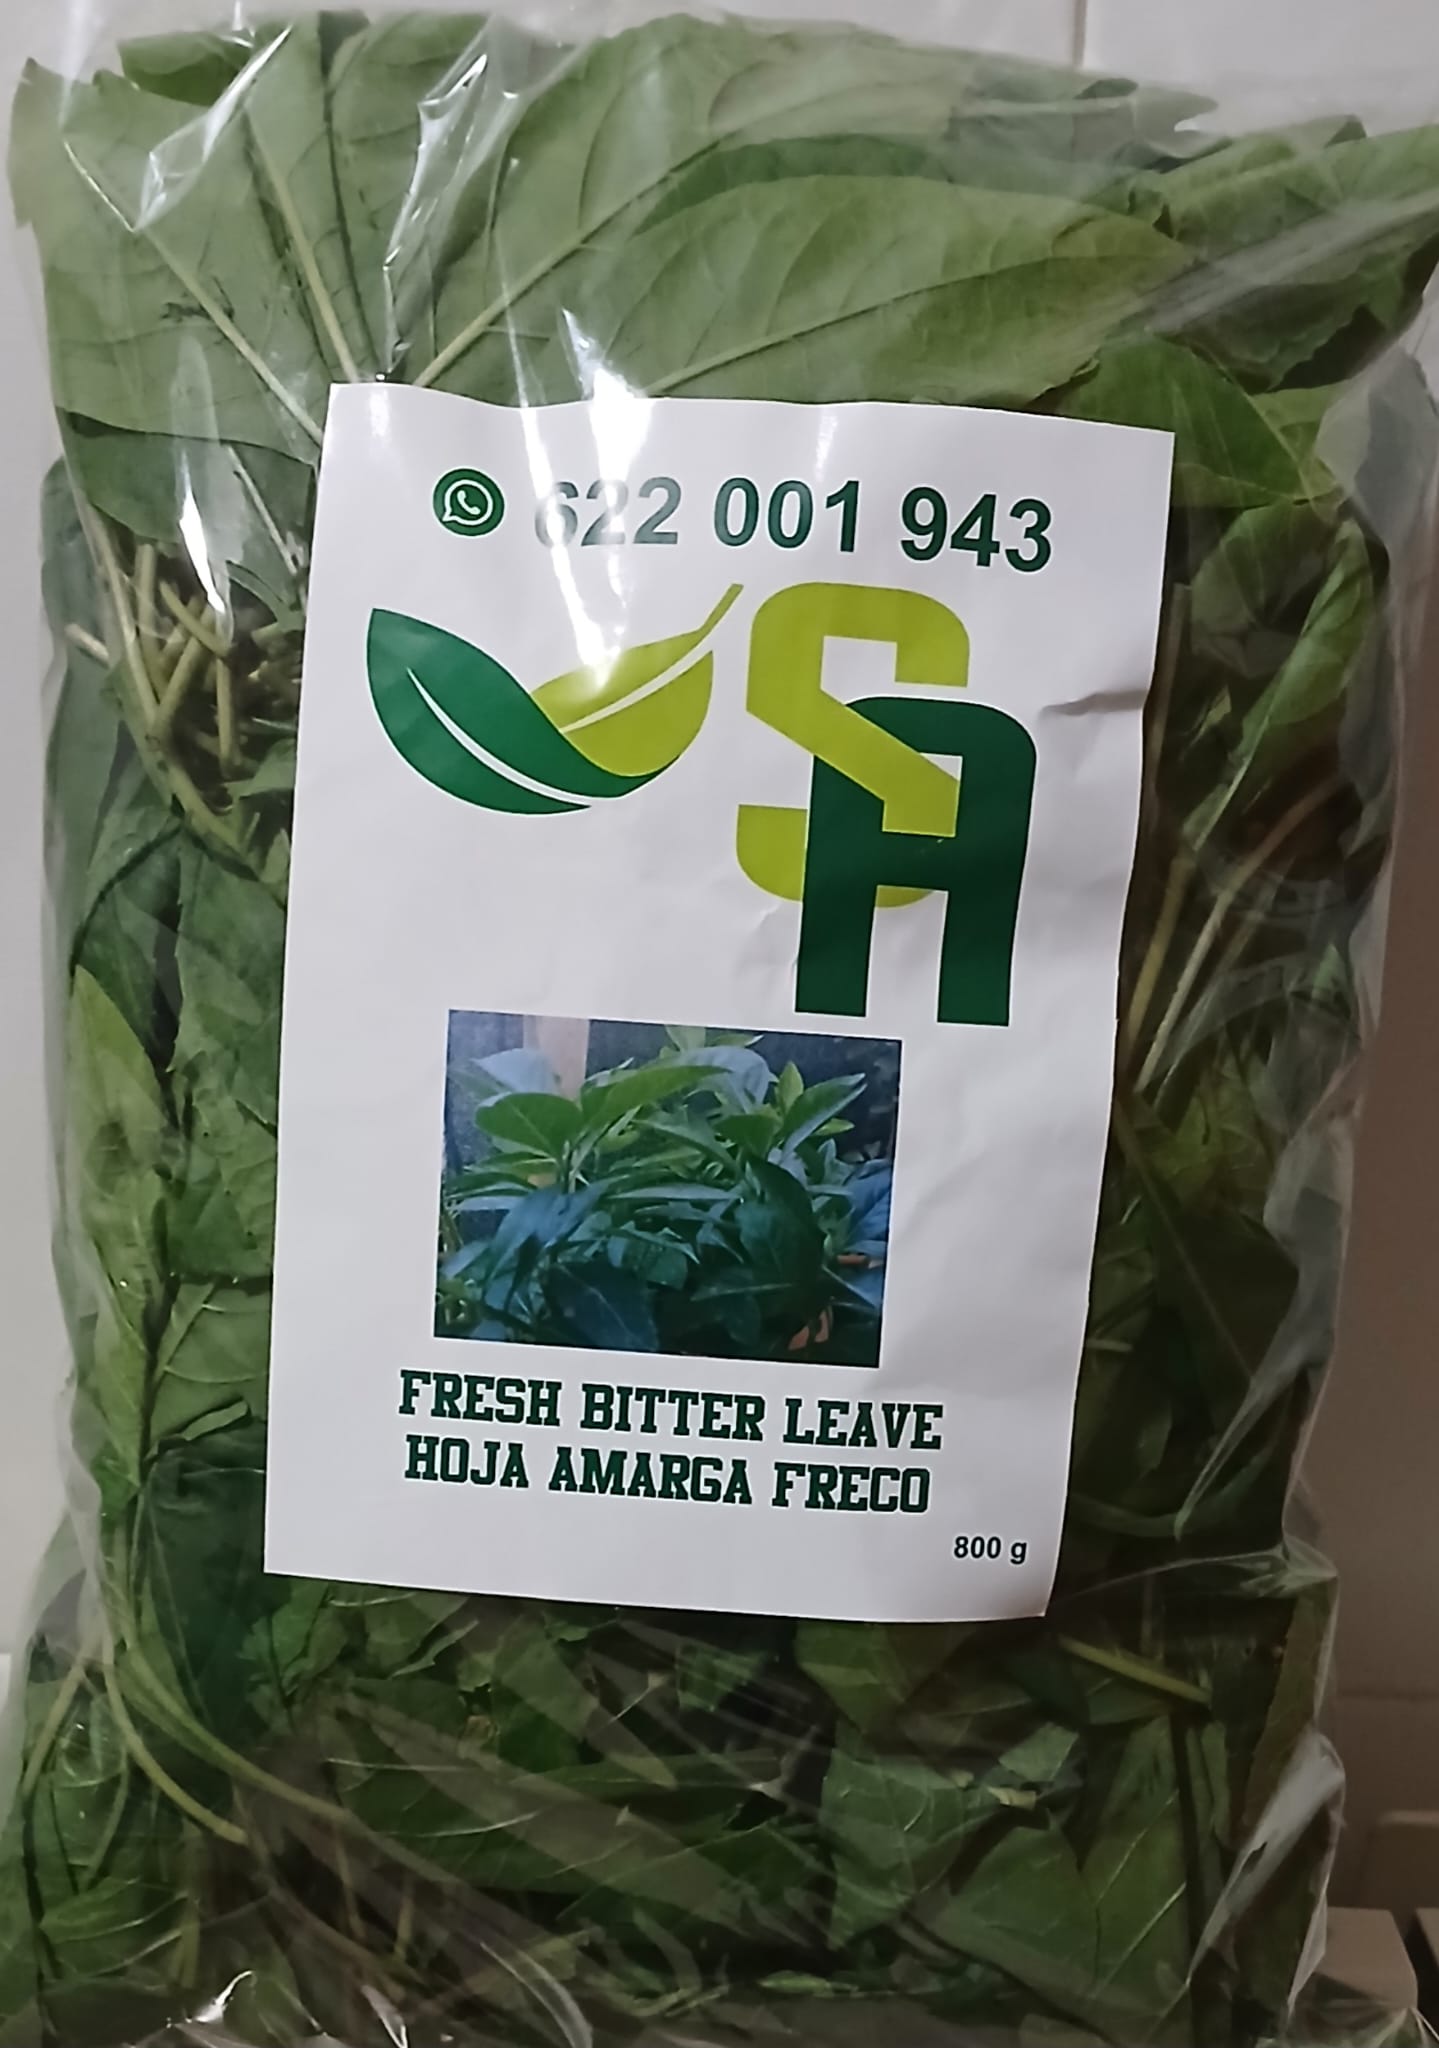 622 001 943
SA
FRESH BITTER LEAVE
HOJA AMARGA FRECO
800 g